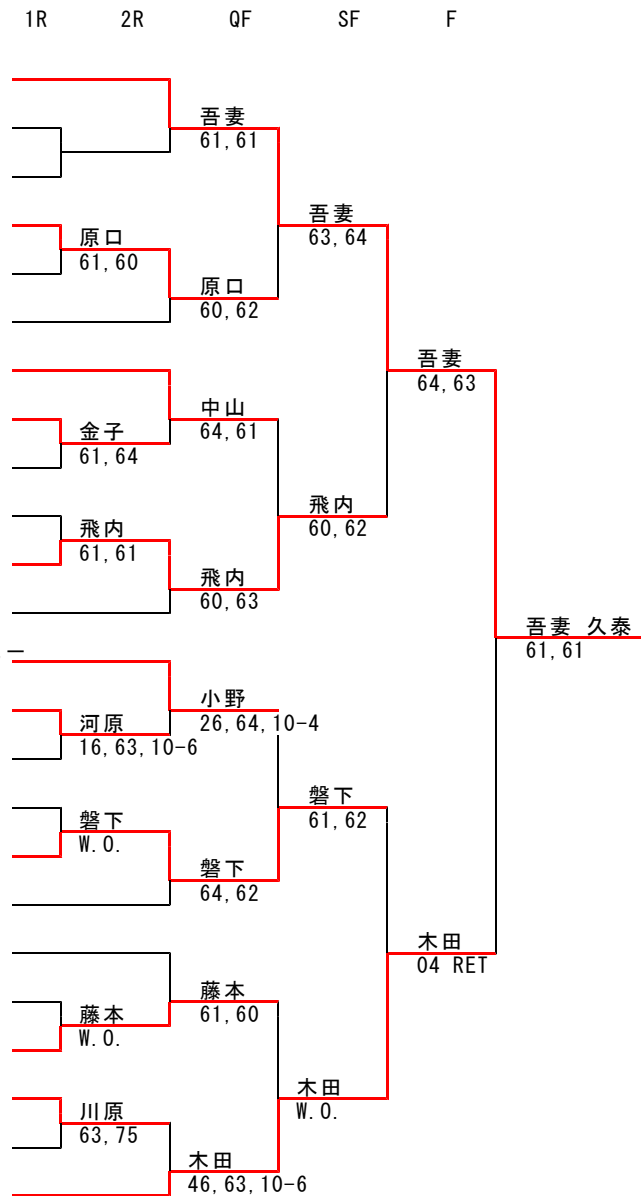 1R 2R QF SF F
吾妻
61,61
吾妻
63,64
原口
61,60
原口
60,62
吾妻
64,63
中山
64,61
金子
61,64
飛内
60,62
飛内
61,61
飛内
60,63
吾妻 久泰
61,61
ー
小野
26,64,10-4
河原
16,63,10-6
磐下
61,62
磐下
W.O.
磐下
64,62
木田
04 RET
藤本
61,60
藤本
W.O.
木田
W.O.
川原
63,75
木田
46,63,10-6